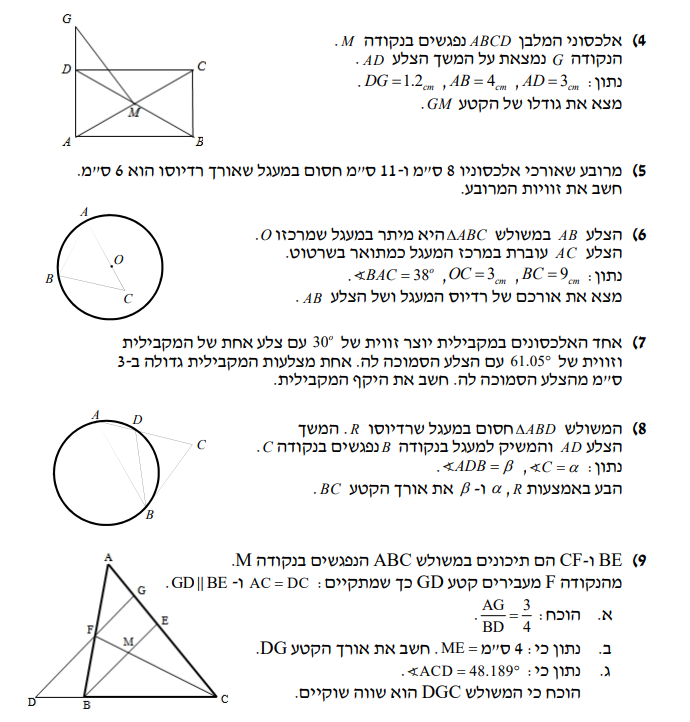 4) אלכסוני המלבן ABCD נפגשים בנקודה M.
הנקודה G נמצאת על המשך הצלע AD.
נתון: AD = 3cm, AB = 4cm, DG = 1.2cm.
מצא את גודלו של הקטע GM.
G
D
C
M
A
B
5) מרובע שאורכי אלכסוניו 8 ס״מ ו-11 ס״מ חסום במעגל שאורך רדיוסו הוא 6 ס״מ.
חשב את זוויות המרובע.
6) הצלע AB במשולש ΔABC היא מיתר במעגל שמרכזו O.
הצלע AC עוברת במרכז המעגל כמתואר בשרטוט.
נתון: BC = 9cm, OC = 3cm, ∢BAC = 38°.
מצא את אורכם של רדיוס המעגל ושל הצלע AB.
A
O
B
C
7) אחד האלכסונים במקבילית יוצר זווית של 30° עם צלע אחת של המקבילית
וזווית של 61.05° עם הצלע הסמוכה לה. אחת מצלעות המקבילית גדולה ב-3
ס״מ מהצלע הסמוכה לה. חשב את היקף המקבילית.
8) המשולש ΔABD חסום במעגל שרדיוסו R. המשך
הצלע AD והמשיק למעגל בנקודה B נפגשים בנקודה C.
נתון: ∢C = α, ∢ADB = β.
הבע באמצעות R, α ו-β את אורך הקטע BC.
A
D
C
B
9) BE ו-CF הם תיכונים במשולש ABC הנפגשים בנקודה M.
מהנקודה F מעבירים קטע GD כך שמתקיים: AC = DC ו- GD || BE.
א. הוכח: AG/BD = 3/4.
ב. נתון כי: 4 ס״מ = ME. חשב את אורך הקטע DG.
ג. נתון כי: ∢ACD = 48.189°.
הוכח כי המשולש DGC הוא שווה שוקיים.
A
G
E
F
M
D
B
C